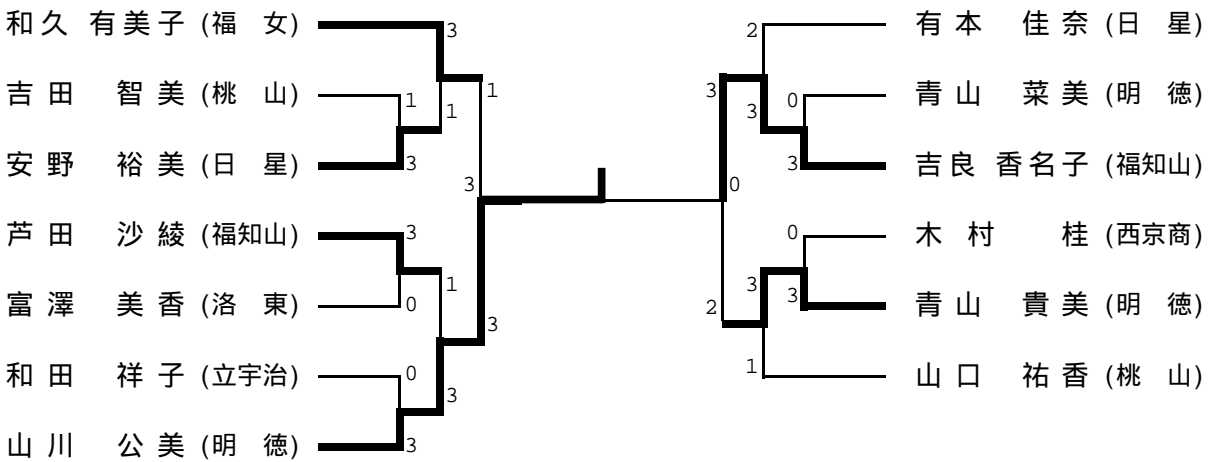 和久 有美子 (福 女)
3
吉田 智美 (桃 山)
1
1
1
安野 裕美 (日 星)
3
3
芦田 沙綾 (福知山)
3
1
富澤 美香 (洛 東)
0
3
和田 祥子 (立宇治)
0
3
山川 公美 (明 徳)
3
2
有本 佳奈 (日 星)
3
3
0
青山 菜美 (明 徳)
3
吉良 香名子 (福知山)
0
0
木村 桂 (西京商)
3
3
2
青山 貴美 (明 徳)
1
山口 祐香 (桃 山)